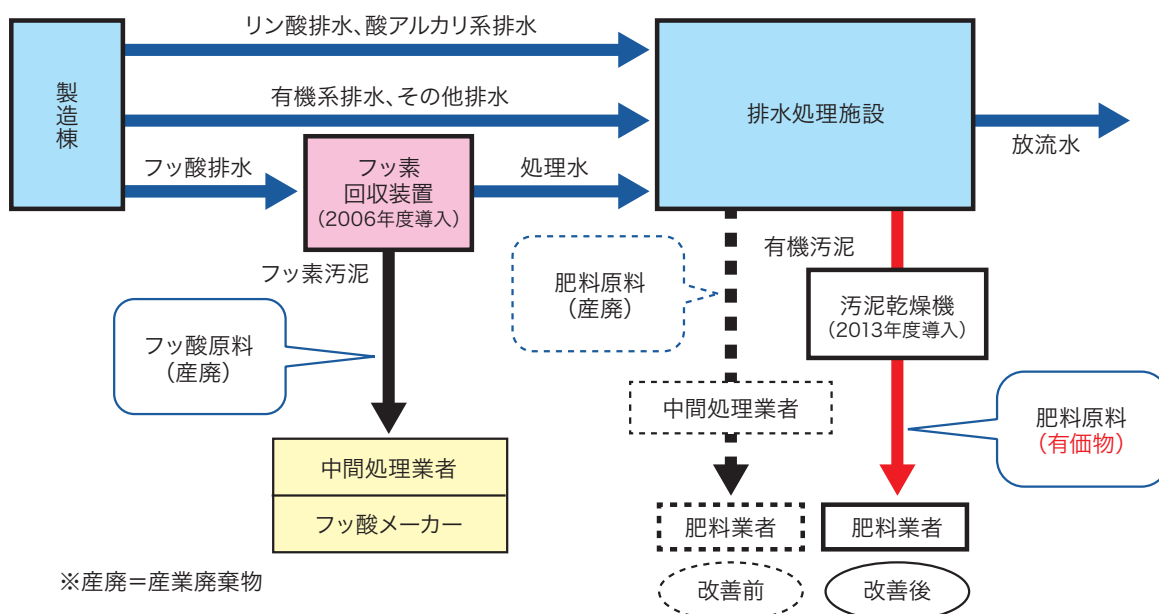 リン酸排水、酸アルカリ系排水
製造棟
有機系排水、その他排水
排水処理施設
放流水
フッ酸排水
フッ素
回収装置
(2006年度導入)
処理水
フッ素汚泥
フッ酸原料
(産廃)
肥料原料
(産廃)
有機汚泥
汚泥乾燥機
(2013年度導入)
中間処理業者
肥料原料
(有価物)
中間処理業者
フッ酸メーカー
肥料業者
肥料業者
※産廃=産業廃棄物
改善前
改善後